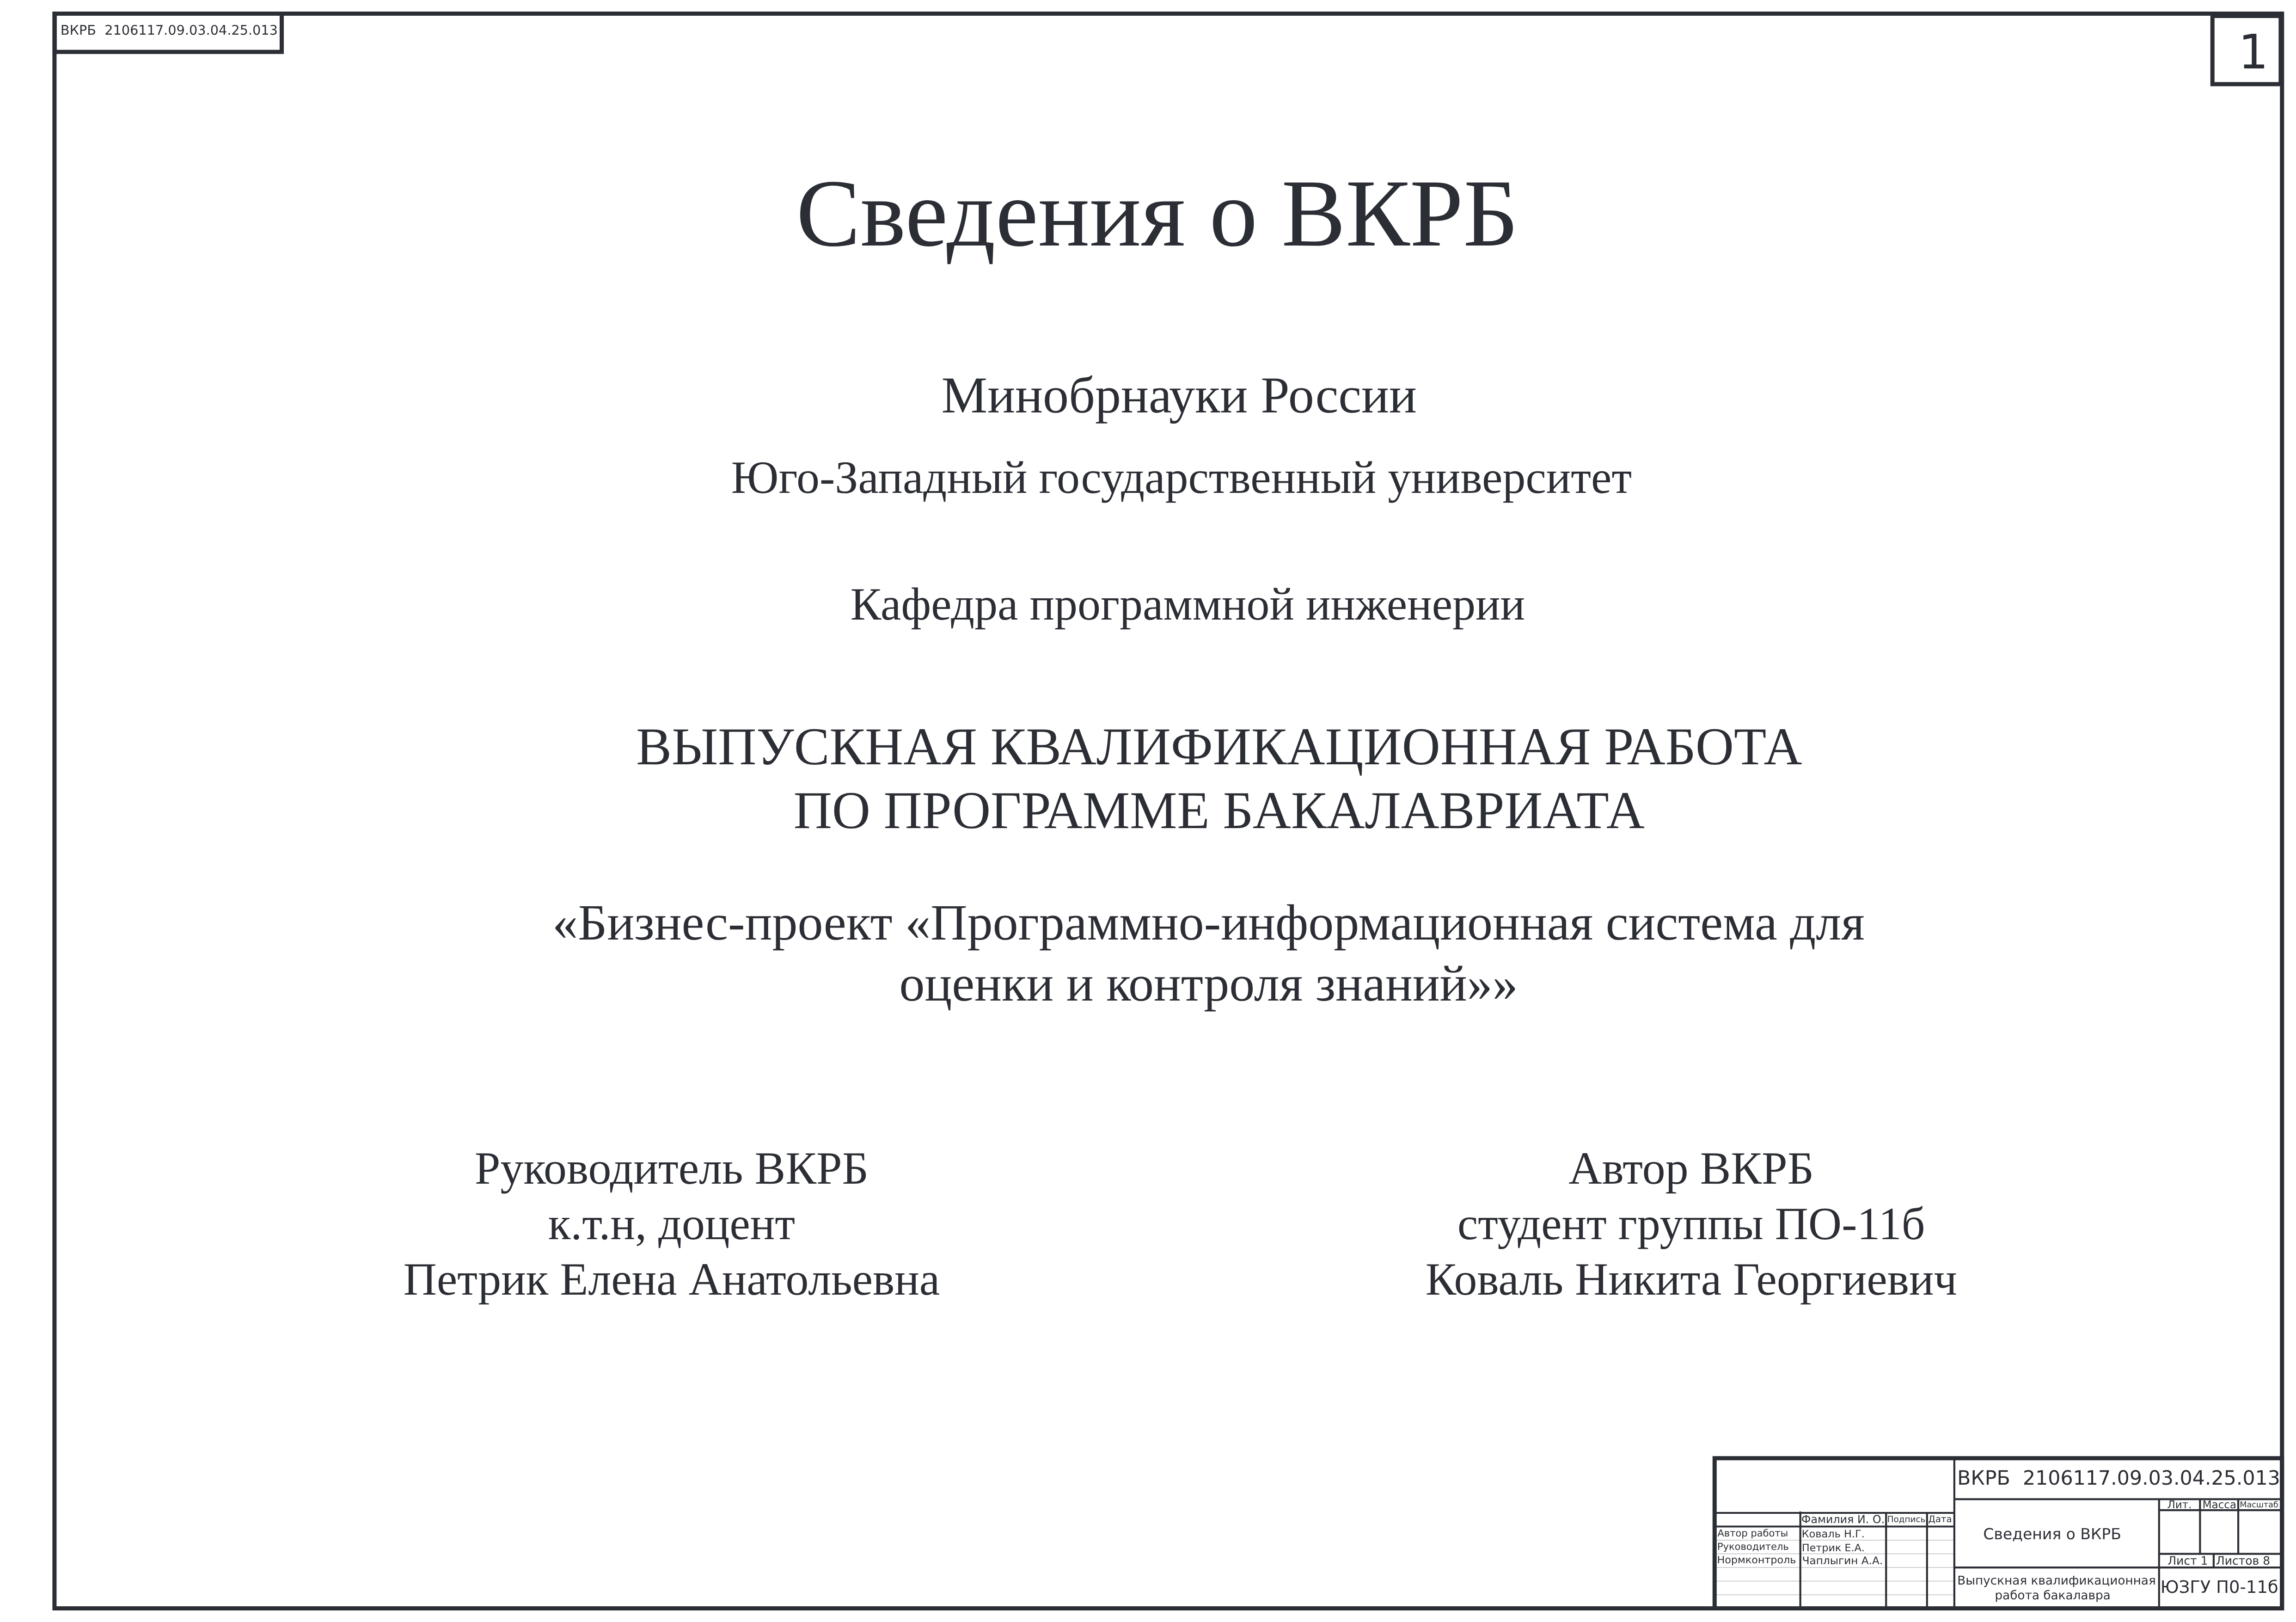 ВКРБ 2106117.09.03.04.25.013
1
Сведения о ВКРБ
Минобрнауки России
Юго-Западный государственный университет
Кафедра программной инженерии
ВЫПУСКНАЯ КВАЛИФИКАЦИОННАЯ РАБОТА
ПО ПРОГРАММЕ БАКАЛАВРИАТА
«Бизнес-проект «Программно-информационная система для
оценки и контроля знаний»»
Руководитель ВКРБ
к.т.н, доцент
Петрик Елена Анатольевна
Автор ВКРБ
студент группы ПО-11б
Коваль Никита Георгиевич
ВКРБ 2106117.09.03.04.25.013
Фамилия И. О. Подпись Дата
Автор работы Коваль Н.Г.
Руководитель Петрик Е.А.
Нормконтроль Чаплыгин А.А.
Сведения о ВКРБ
Лит. Масса Масштаб
Лист 1 Листов 8
Выпускная квалификационная
работа бакалавра
ЮЗГУ П0-11б